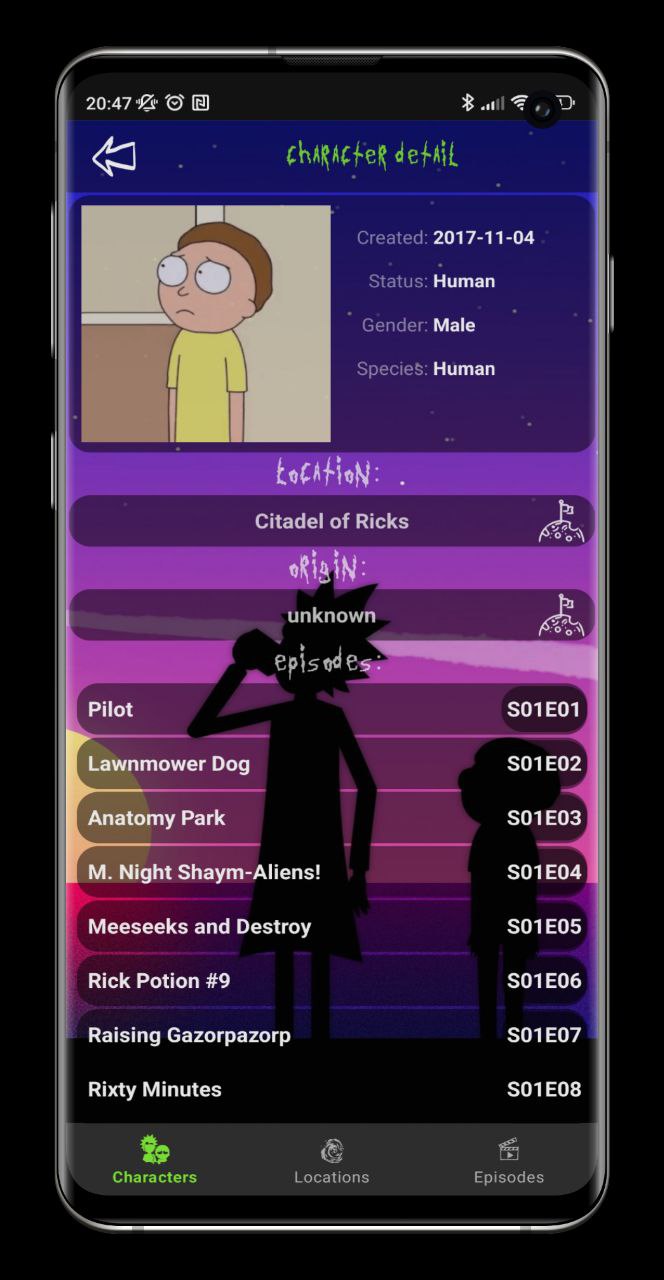 20:47
CHARACTER detAiL
Created: 2017-11-04
Status: Human
Gender: Male
Species: Human
LoCAtioN: .
Citadel of Ricks
oRigiN:
unknown
episodes:
Pilot S01E01
Lawnmower Dog S01E02
Anatomy Park S01E03
M. Night Shaym-Aliens! S01E04
Meeseeks and Destroy S01E05
Rick Potion #9 S01E06
Raising Gazorpazorp S01E07
Rixty Minutes S01E08
Characters Locations Episodes